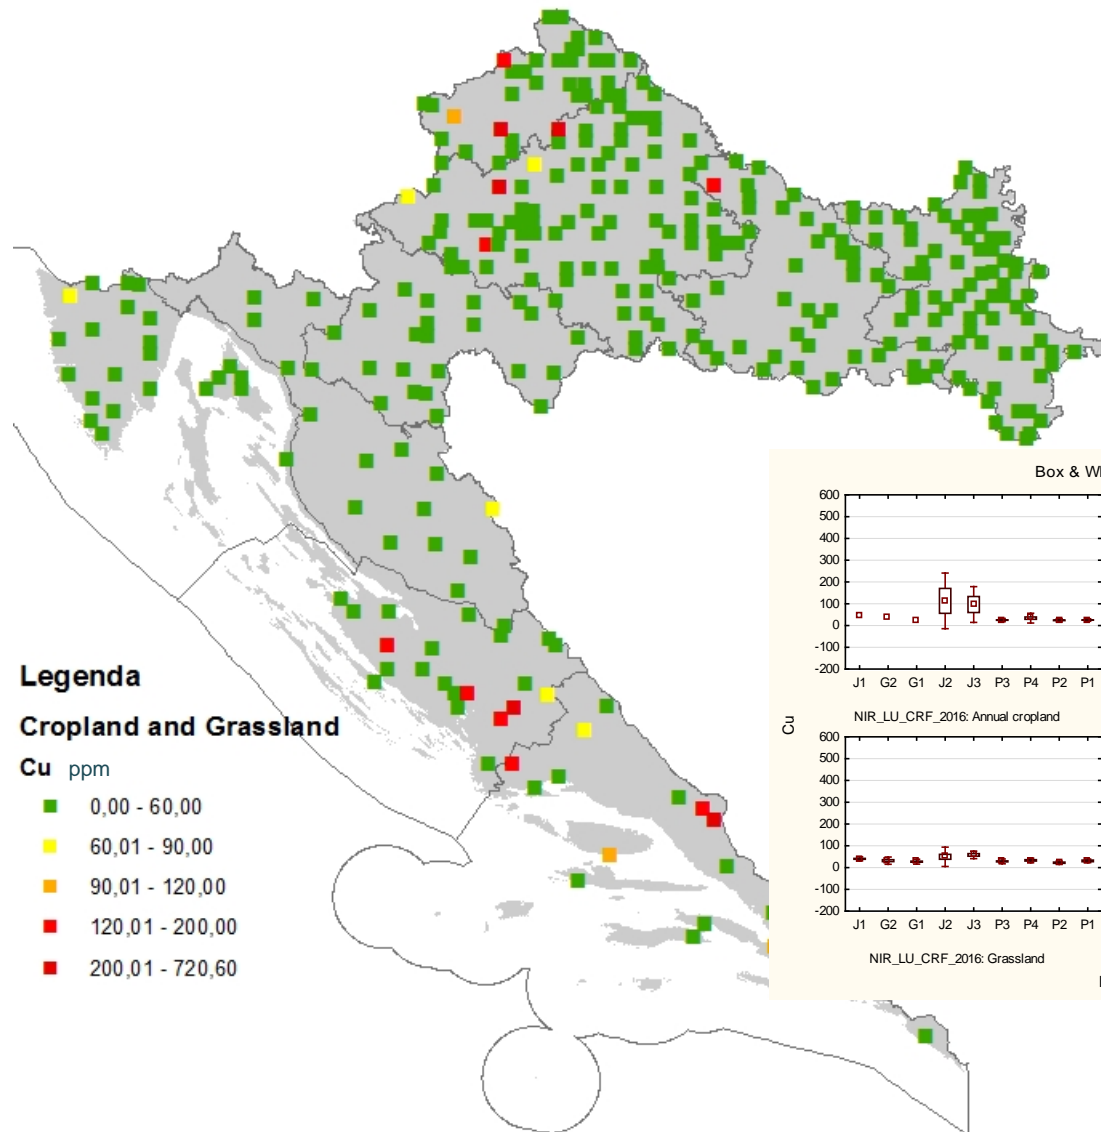 Legenda
Cropland and Grassland
Cu ppm
0,00 - 60,00
60,01 - 90,00
90,01 - 120,00
120,01 - 200,00
200,01 - 720,60
Box & W
Cu
600
500
400
300
200
100
0
-100
-200
J1 G2 G1 J2 J3 P3 P4 P2 P1
NIR_LU_CRF_2016: Annual cropland
600
500
400
300
200
100
0
-100
-200
J1 G2 G1 J2 J3 P3 P4 P2 P1
NIR_LU_CRF_2016: Grassland